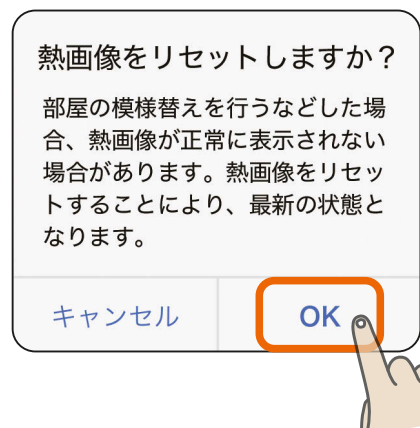 熱画像をリセットしますか？
部屋の模様替えを行うなどした場
合、熱画像が正常に表示されない
場合があります。熱画像をリセッ
トすることにより、最新の状態と
なります。
キャンセル
OK